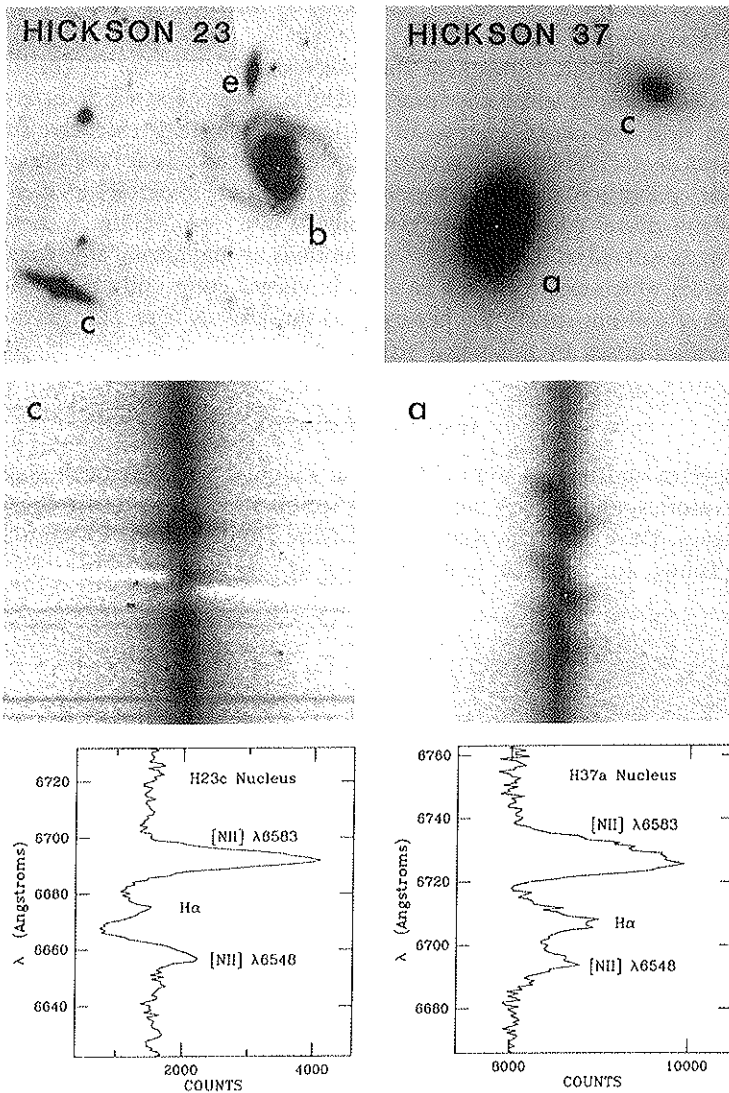 HICKSON 23
e
b
c
HICKSON 37
c
a
c
a
H23c Nucleus
[NII] λ6583
Hα
[NII] λ6548
6720
6700
6680
6660
6640
λ (Angstroms)
2000
4000
COUNTS
H37a Nucleus
[NII] λ6583
Hα
[NII] λ6548
6760
6740
6720
6700
6680
λ (Angstroms)
8000
10000
COUNTS